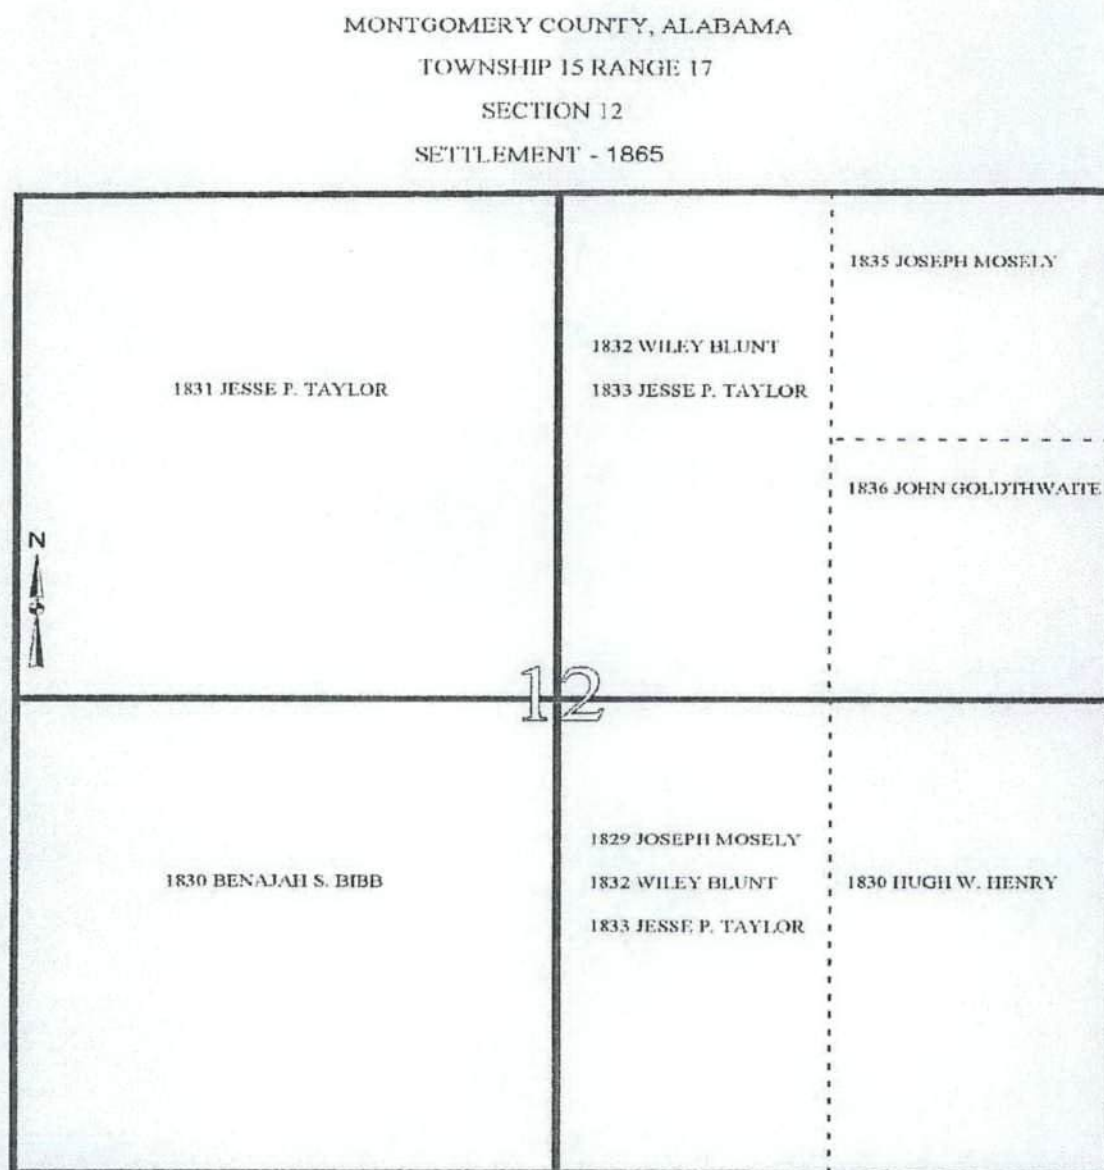 MONTGOMERY COUNTY, ALABAMA
TOWNSHIP 15 RANGE 17
SECTION 12
SETTLEMENT - 1865
1835 JOSEPH MOSELY
1832 WILEY BLUNT
1831 JESSE P. TAYLOR
1833 JESSE P. TAYLOR
1836 JOHN GOLDTHWAITE
N
12
1829 JOSEPH MOSELY
1830 BENAJAH S. BIBB
1832 WILEY BLUNT
1830 HUGH W. HENRY
1833 JESSE P. TAYLOR